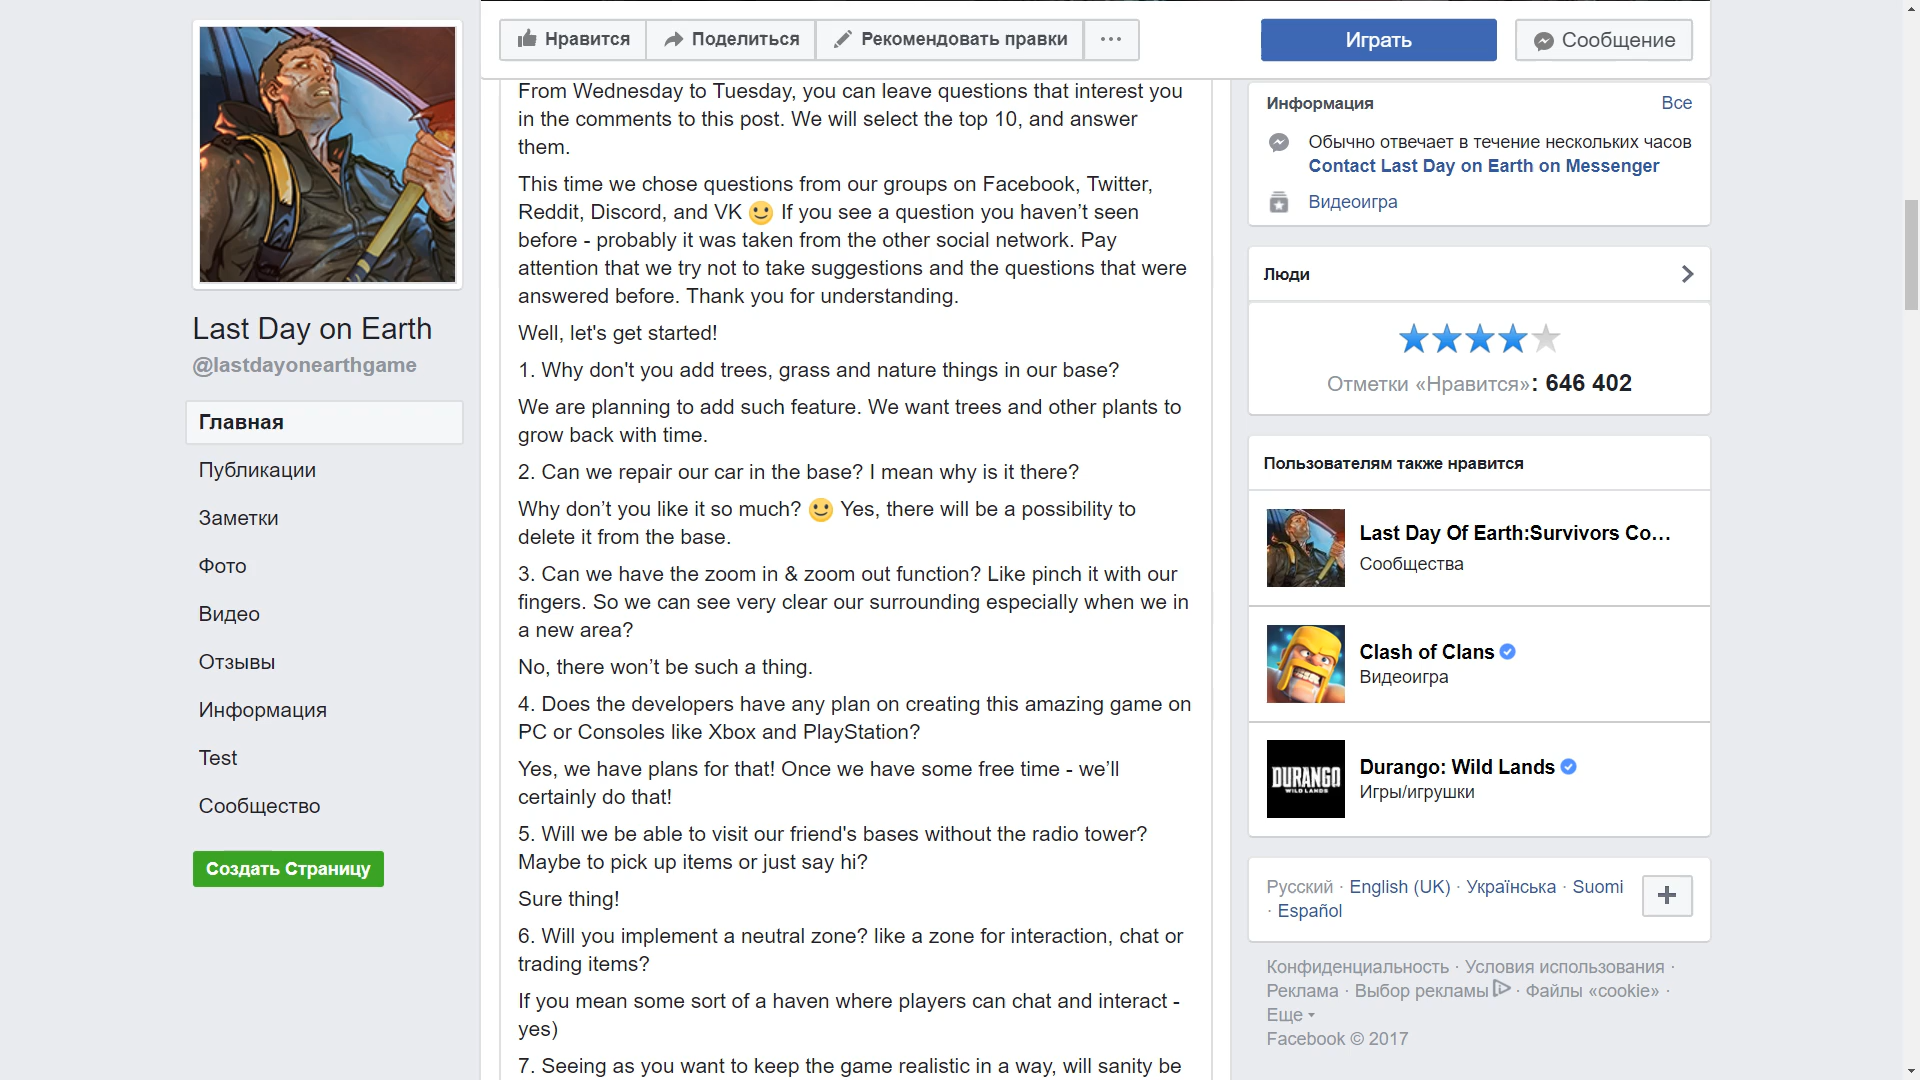 Нравится
Поделиться
Рекомендовать правки
Играть
Сообщение
Last Day on Earth
@lastdayonearthgame
Главная
Публикации
Заметки
Фото
Видео
Отзывы
Информация
Test
Сообщество
Создать Страницу
From Wednesday to Tuesday, you can leave questions that interest you
in the comments to this post. We will select the top 10, and answer
them.
This time we chose questions from our groups on Facebook, Twitter,
Reddit, Discord, and VK 🙂 If you see a question you haven’t seen
before - probably it was taken from the other social network. Pay
attention that we try not to take suggestions and the questions that were
answered before. Thank you for understanding.
Well, let's get started!
1. Why don't you add trees, grass and nature things in our base?
We are planning to add such feature. We want trees and other plants to
grow back with time.
2. Can we repair our car in the base? I mean why is it there?
Why don’t you like it so much? 🙂 Yes, there will be a possibility to
delete it from the base.
3. Can we have the zoom in & zoom out function? Like pinch it with our
fingers. So we can see very clear our surrounding especially when we in
a new area?
No, there won’t be such a thing.
4. Does the developers have any plan on creating this amazing game on
PC or Consoles like Xbox and PlayStation?
Yes, we have plans for that! Once we have some free time - we’ll
certainly do that!
5. Will we be able to visit our friend's bases without the radio tower?
Maybe to pick up items or just say hi?
Sure thing!
6. Will you implement a neutral zone? like a zone for interaction, chat or
trading items?
If you mean some sort of a haven where players can chat and interact -
yes)
7. Seeing as you want to keep the game realistic in a way, will sanity be
Информация
Все
Обычно отвечает в течение нескольких часов
Contact Last Day on Earth on Messenger
Видеоигра
Люди
Отметки «Нравится»: 646 402
Пользователям также нравится
Last Day Of Earth:Survivors Co…
Сообщества
Clash of Clans
Видеоигра
DURANGO
WILD LANDS
Durango: Wild Lands
Игры/игрушки
Русский · English (UK) · Українська · Suomi
· Español
Конфиденциальность · Условия использования ·
Реклама · Выбор рекламы · Файлы «cookie» ·
Еще
Facebook © 2017